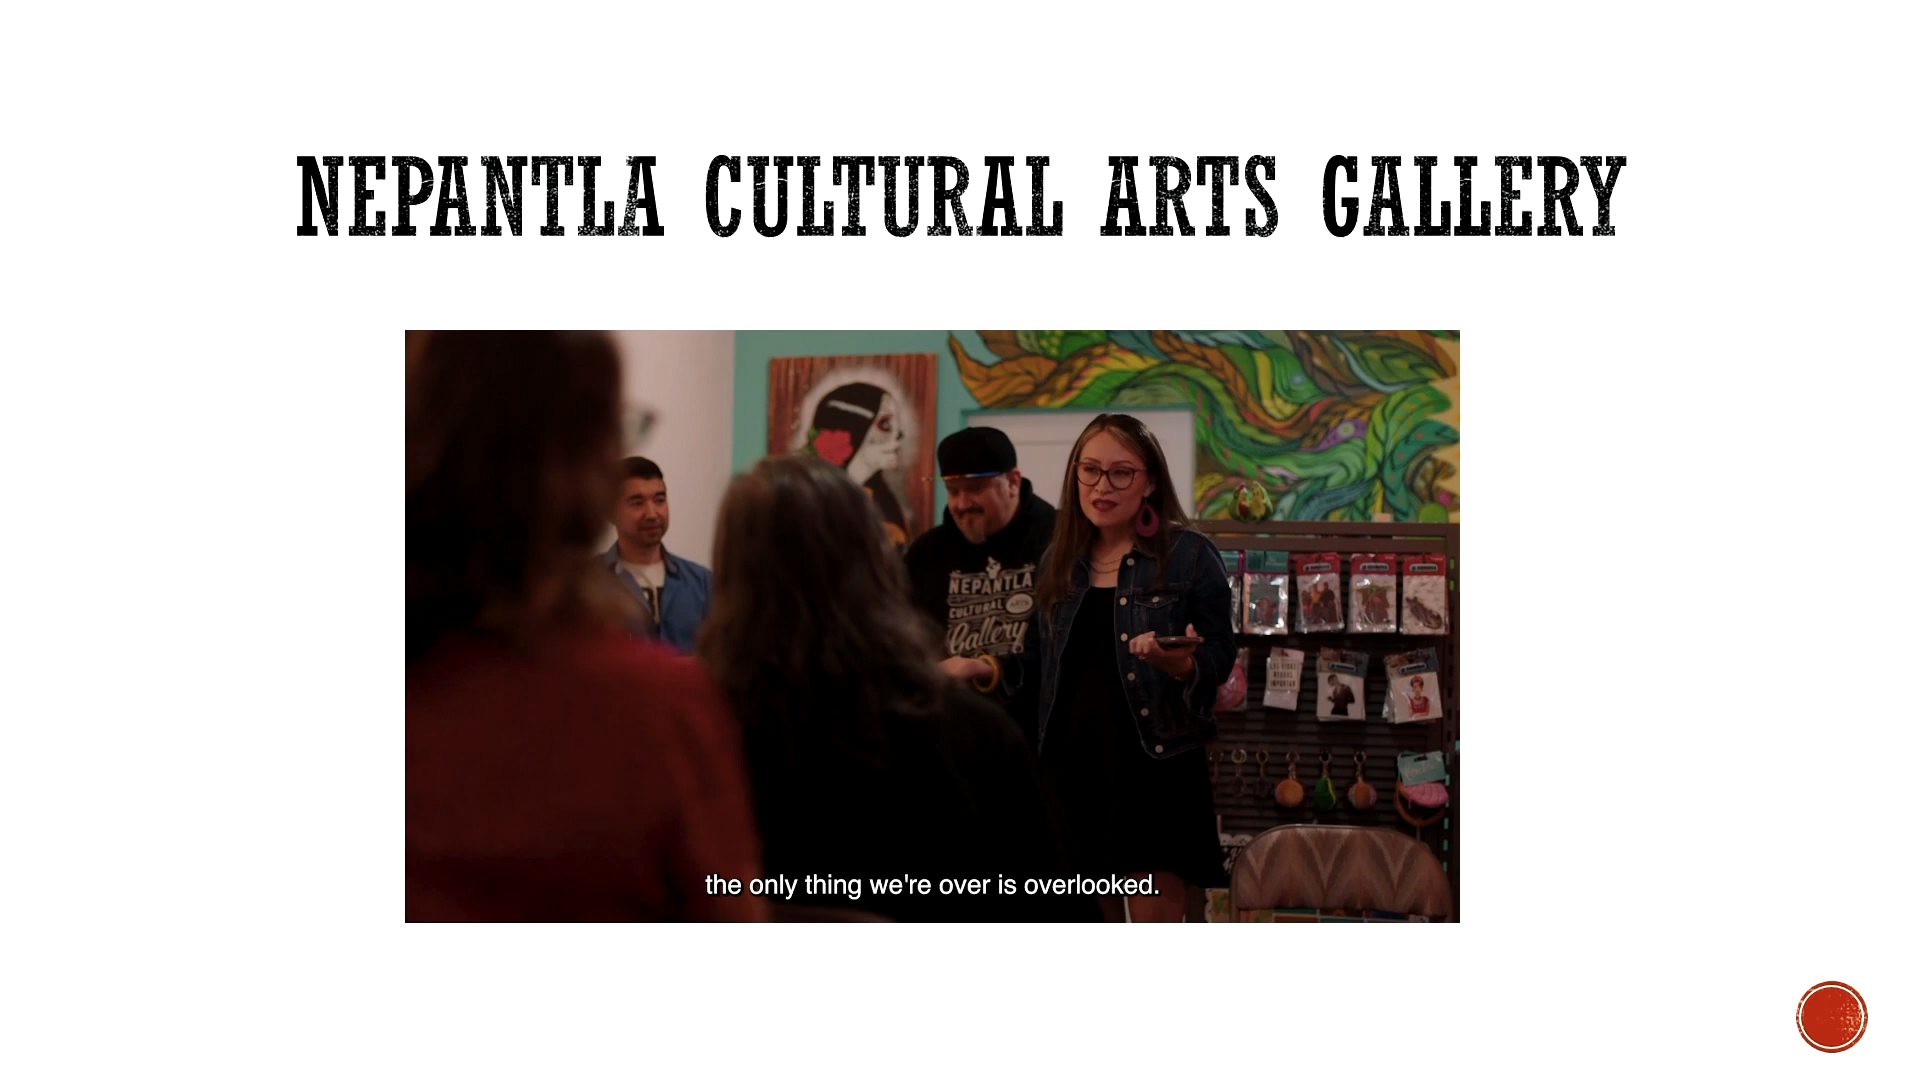 NEPANTLA CULTURAL ARTS GALLERY
NEPANTLA
CULTURAL ARTS
Gallery
the only thing we're over is overlooked.